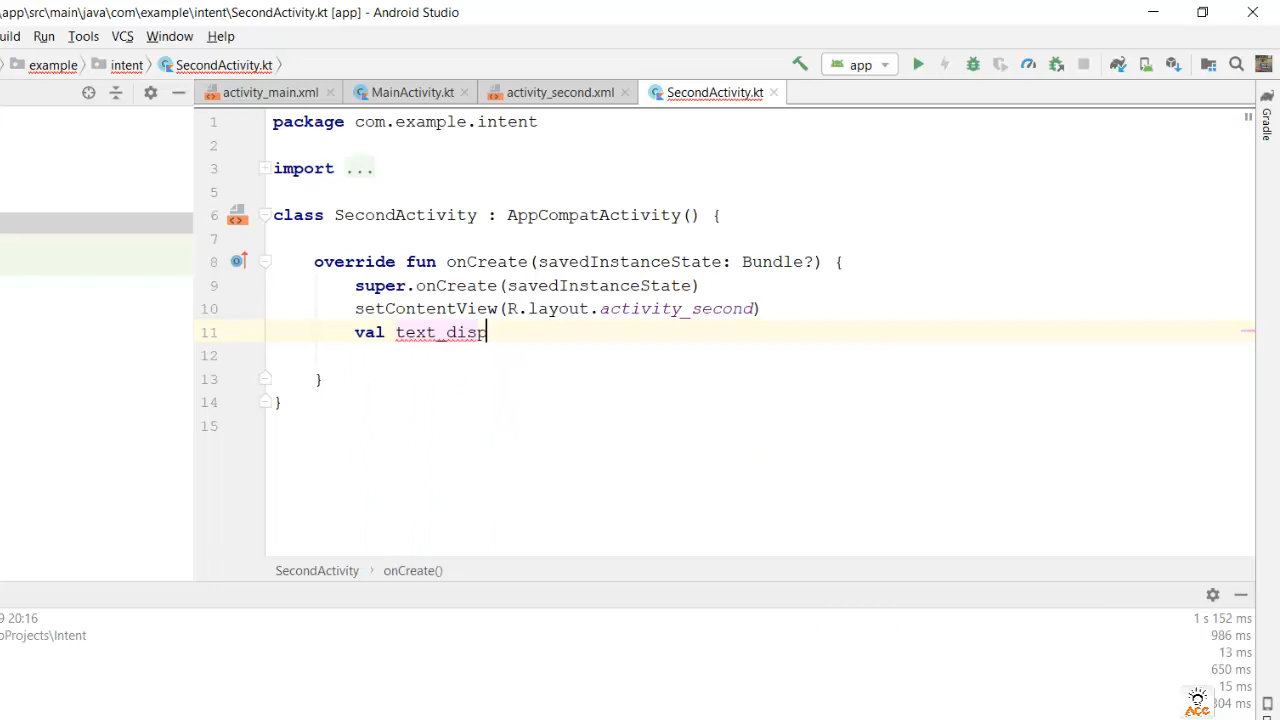 app\src\main\java\com\example\intent\SecondActivity.kt [app] - Android Studio
uild Run Tools VCS Window Help
example intent SecondActivity.kt app
activity_main.xml MainActivity.kt activity_second.xml SecondActivity.kt
Gradle
1 package com.example.intent
2
3 import ...
5
6 class SecondActivity : AppCompatActivity() {
7
8 override fun onCreate(savedInstanceState: Bundle?) {
9 super.onCreate(savedInstanceState)
10 setContentView(R.layout.activity_second)
11 val text_disp
12
13 }
14 }
15
SecondActivity onCreate()
9 20:16 1 s 152 ms
oProjects\Intent 986 ms
13 ms
650 ms
15 ms
304 ms
Ace